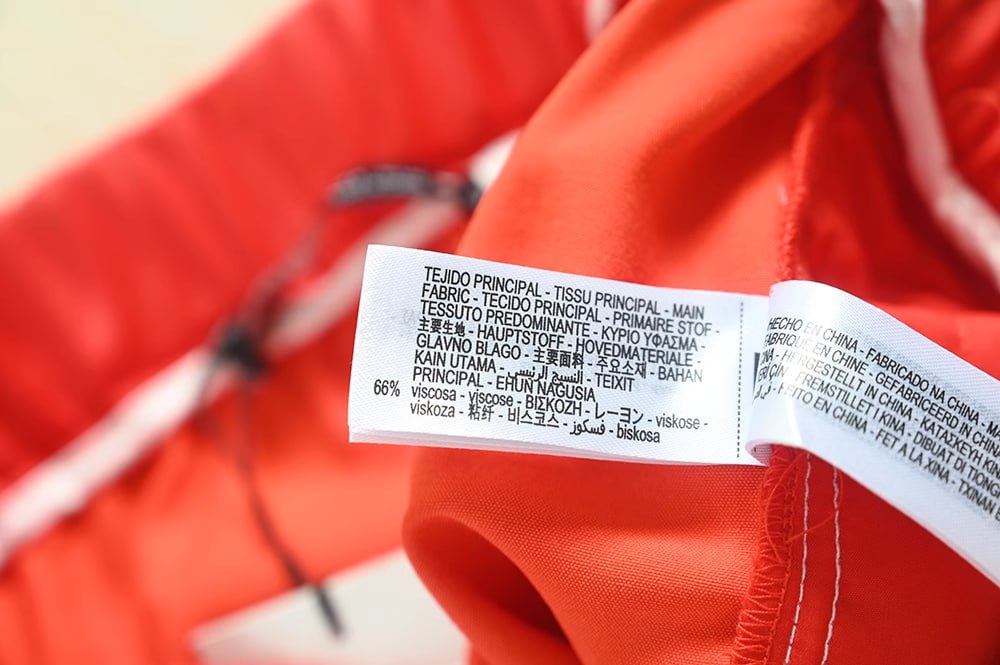 TEJIDO PRINCIPAL - TISSU PRINCIPAL - MAIN
FABRIC - TECIDO PRINCIPAL - PRIMAIRE STOF -
TESSUTO PREDOMINANTE - ΚΥΡΙΟ ΥΦΑΣΜΑ -
主要生地 - HAUPTSTOFF - HOVEDMATERIALE -
GLAVNO BLAGO - 主要面料 - 주요소재 - BAHAN
KAIN UTAMA - النسيج الرئيسي - TEIXIT
PRINCIPAL - EHUN NAGUSIA
66% viscosa - viscose - ΒΙΣΚΟΖΗ - レーヨン - viskose -
viskoza - 粘纤 - 비스코스 - فسكوز - biskosa
HECHO EN CHINA - FABRICADO NA CHINA -
FABRIQUÉ EN CHINE - GEFABRICEERD IN CHINA
HERGESTELLT IN CHINA - ΚΑΤΑΣΚΕΥΗ
FREMSTILLET I KINA - DIBUAT DI
FEITO EN CHINA - FET A LA XINA - TXINAN